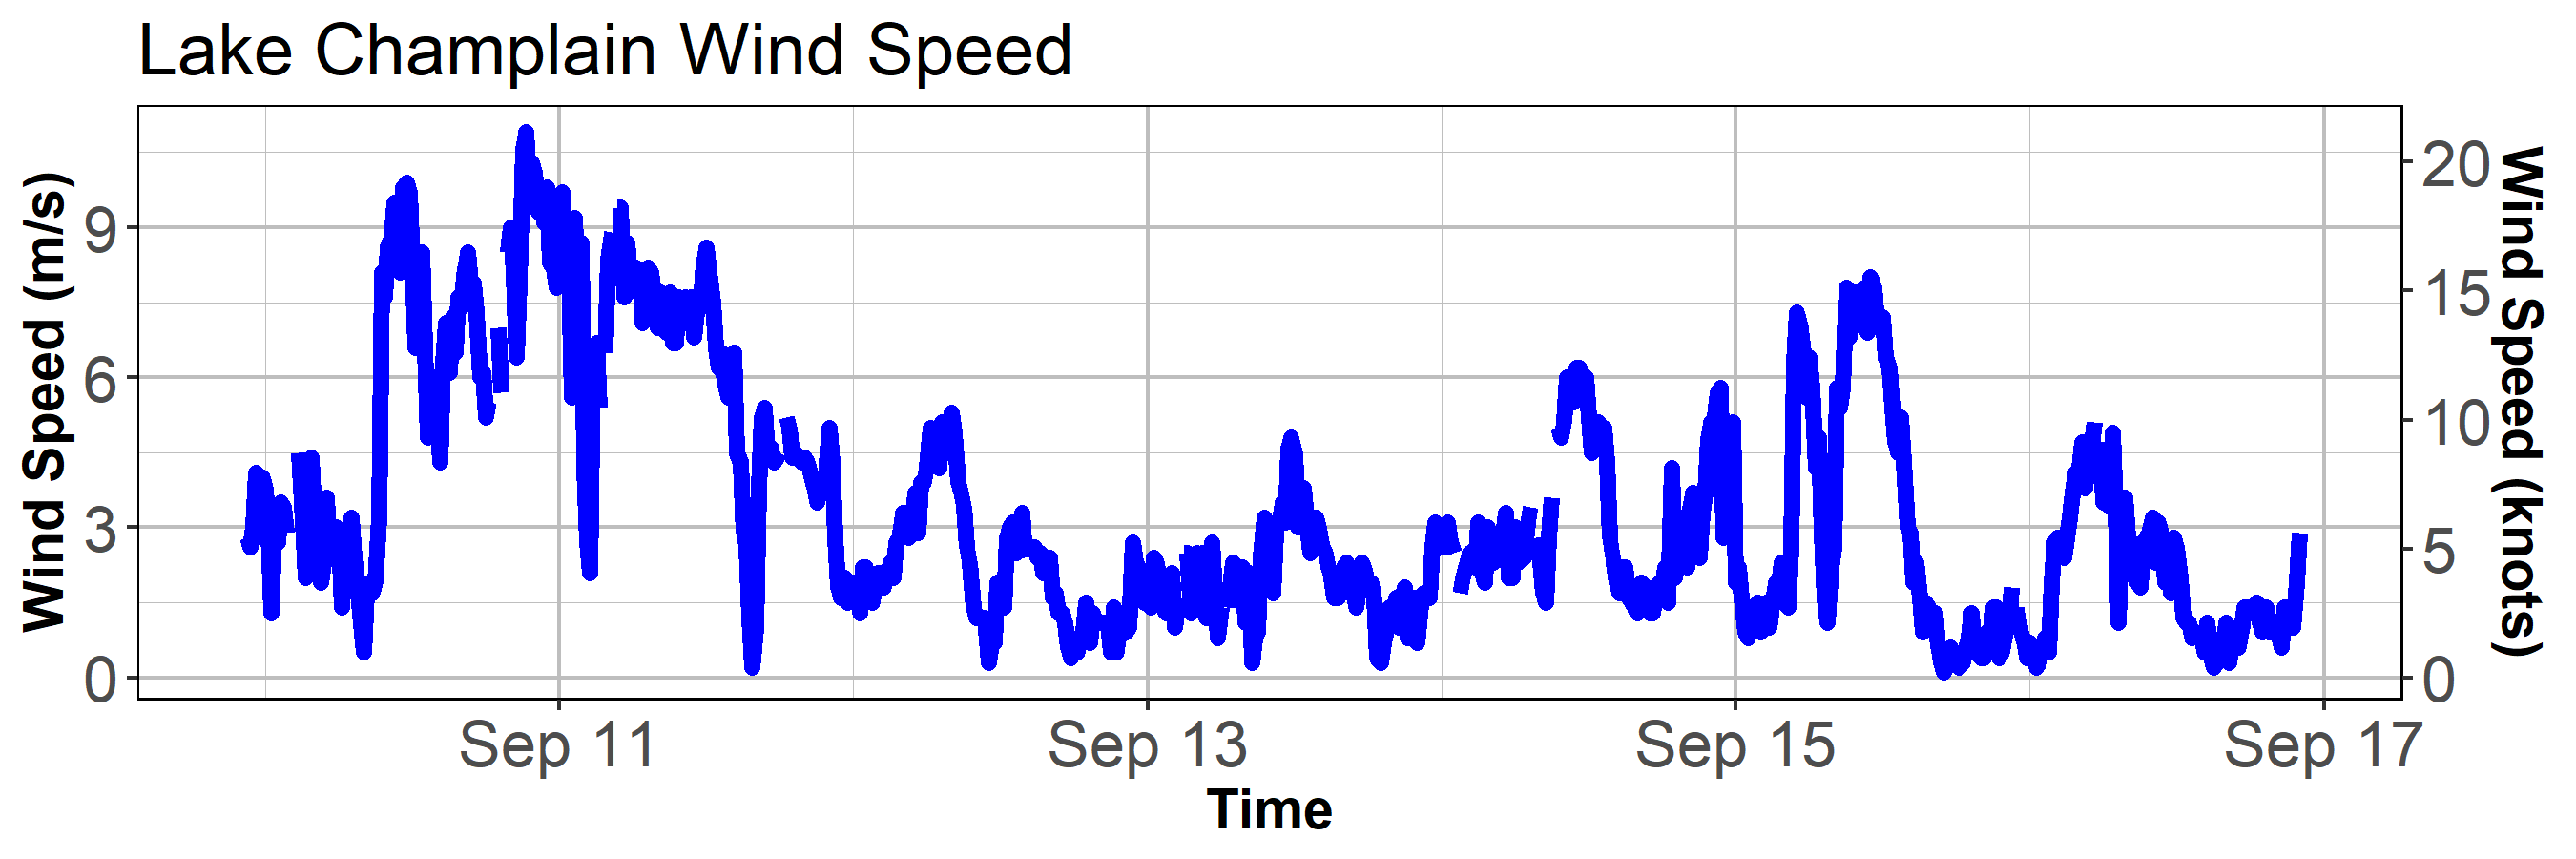 Lake Champlain Wind Speed
Wind Speed (m/s)
9
6
3
0
20
15
10
5
0
Wind Speed (knots)
Sep 11
Sep 13
Sep 15
Sep 17
Time